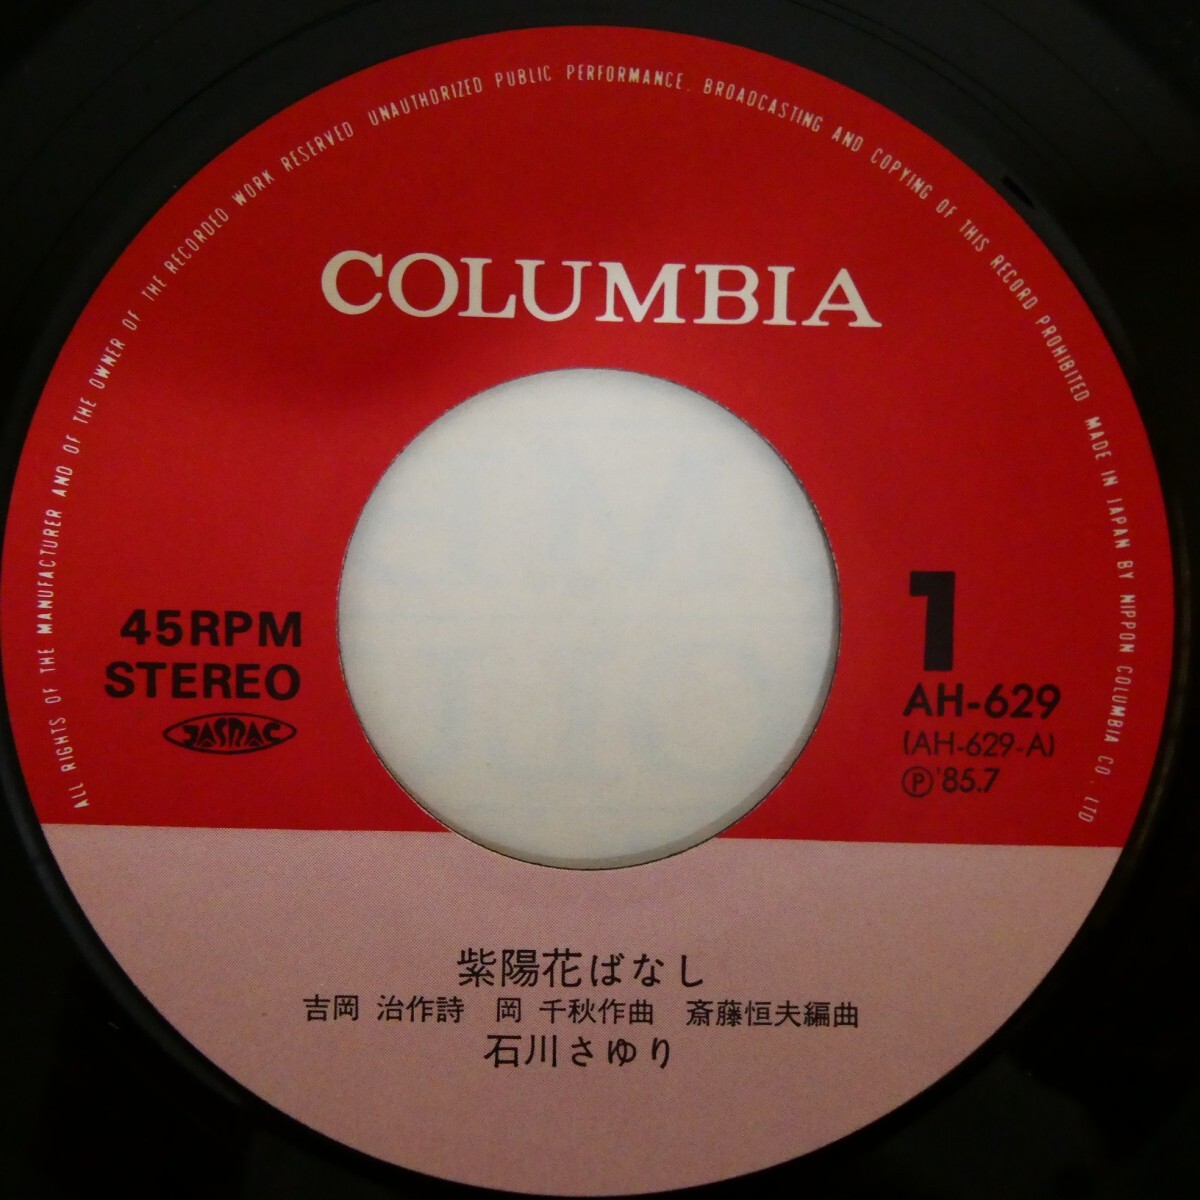 ALL RIGHTS OF THE MANUFACTURER AND OF THE OWNER OF THE RECORDED WORK RESERVED UNAUTHORIZED PUBLIC PERFORMANCE. BROADCASTING AND COPYING OF THIS RECORD PROHIBITED MADE IN JAPAN BY NIPPON COLUMBIA CO., LTD
COLUMBIA
45RPM
STEREO
JASRAC
1
AH-629
(AH-629-A)
Ⓟ'85.7
紫陽花ばなし
吉岡 治作詩 岡 千秋作曲 斎藤恒夫編曲
石川さゆり